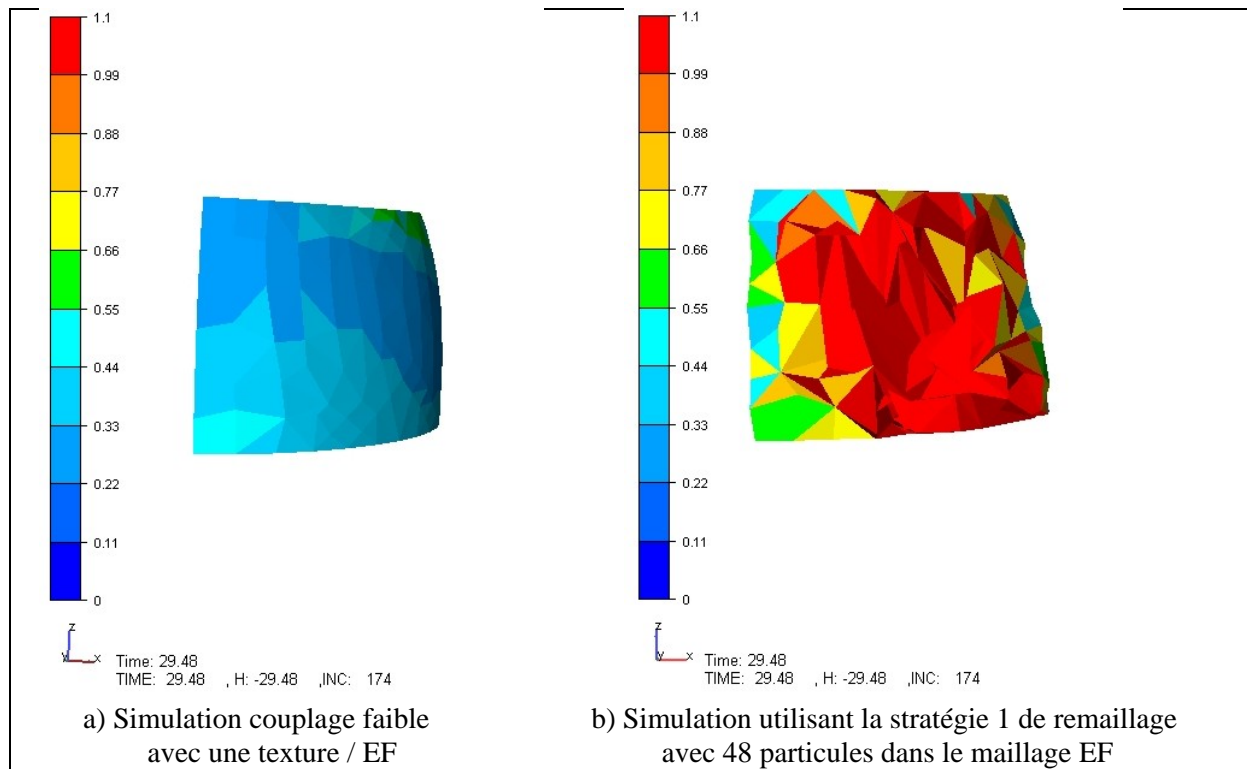 1.1
0.99
0.88
0.77
0.66
0.55
0.44
0.33
0.22
0.11
0
z
y x
Time: 29.48
TIME: 29.48 , H: -29.48 ,INC: 174
a) Simulation couplage faible
avec une texture / EF
1.1
0.99
0.88
0.77
0.66
0.55
0.44
0.33
0.22
0.11
0
z
y x
Time: 29.48
TIME: 29.48 , H: -29.48 ,INC: 174
b) Simulation utilisant la stratégie 1 de remaillage
avec 48 particules dans le maillage EF